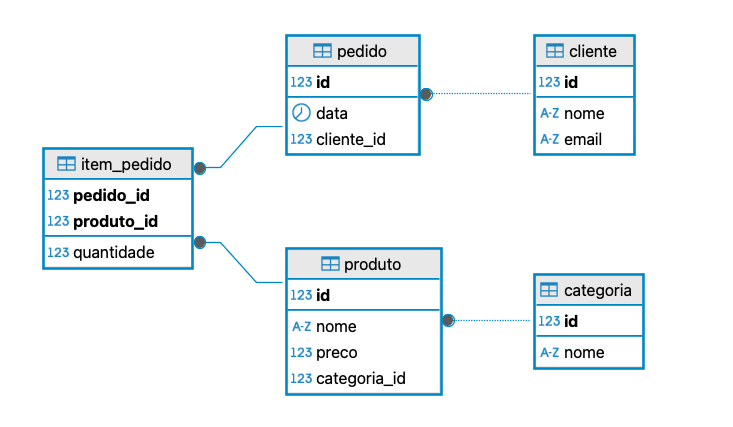 pedido
123 id
data
123 cliente_id
cliente
123 id
A-Z nome
A-Z email
item_pedido
123 pedido_id
123 produto_id
123 quantidade
produto
123 id
A-Z nome
123 preco
123 categoria_id
categoria
123 id
A-Z nome